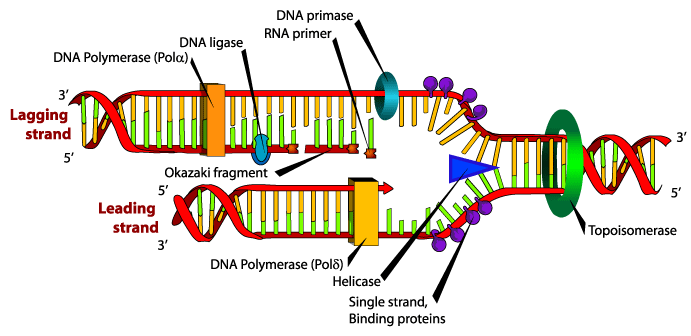 DNA primase
RNA primer
DNA ligase
DNA Polymerase (Polα)
3’
Lagging
strand
5’
3’
5’
Okazaki fragment
5’
Leading
strand
3’
Topoisomerase
DNA Polymerase (Polδ)
Helicase
Single strand,
Binding proteins